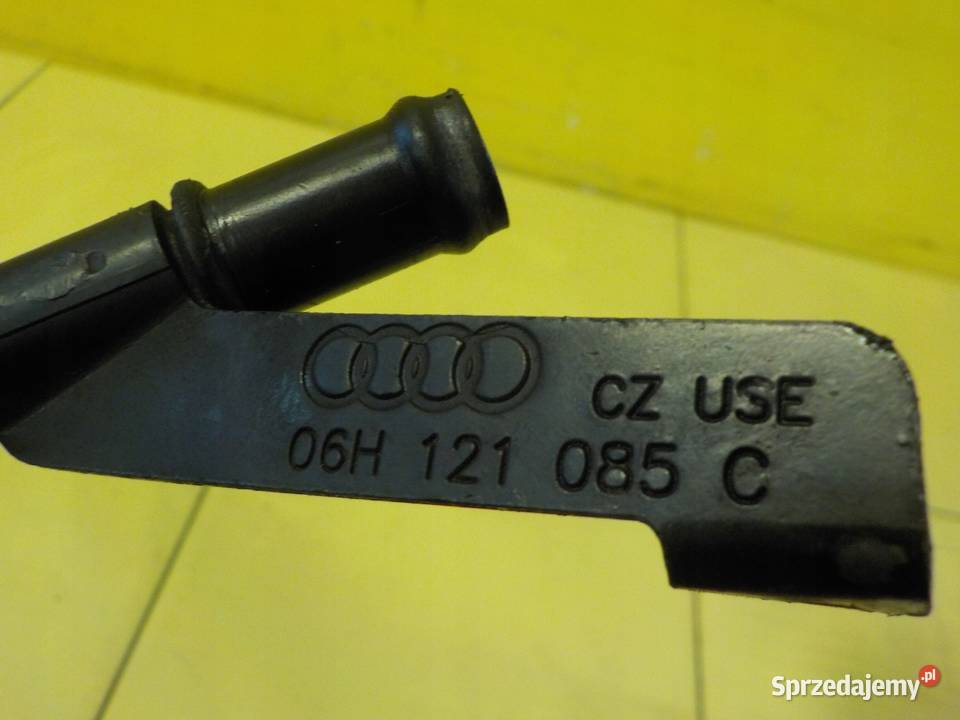 CZ USE
06H 121 085 C
Sprzedajemy.pl